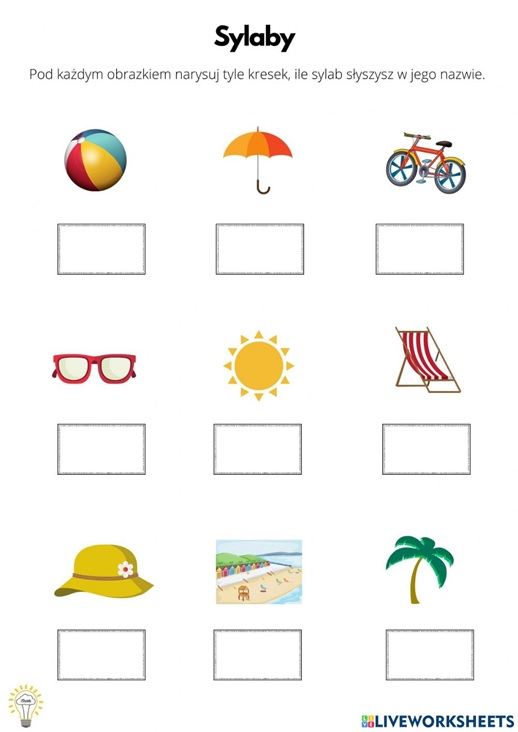 Sylaby
Pod każdym obrazkiem narysuj tyle kresek, ile sylab słyszysz w jego nazwie.
LIVEWORKSHEETS